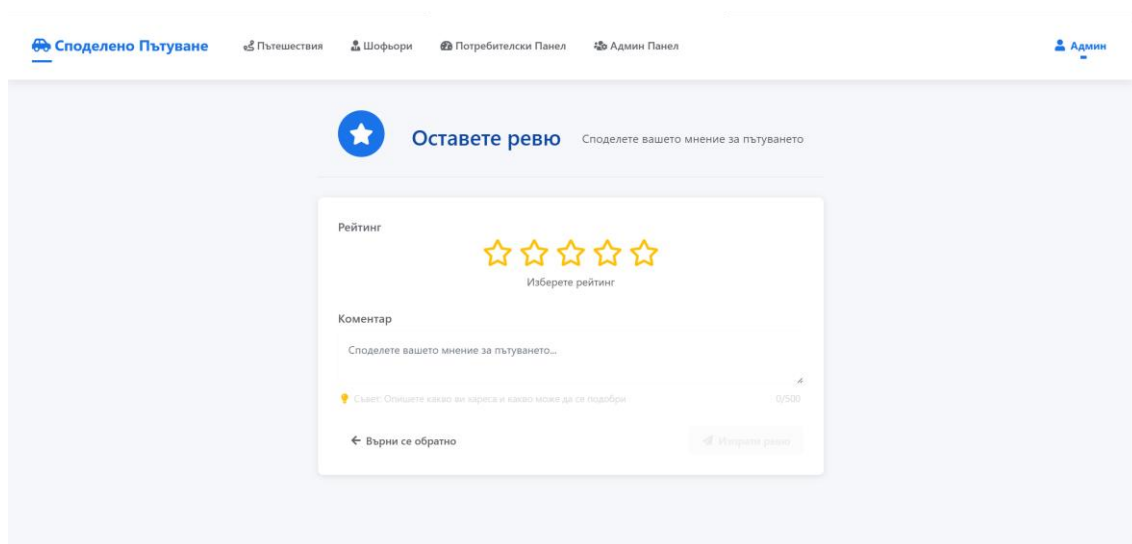 Споделено Пътуване Пътешествия Шофьори Потребителски Панел Админ Панел Админ
Оставете ревю Споделете вашето мнение за пътуването
Рейтинг
Изберете рейтинг
Коментар
Споделете вашето мнение за пътуването...
Съвет: Опишете какво ви хареса и какво може да се подобри 0/500
Върни се обратно Изпрати ревю